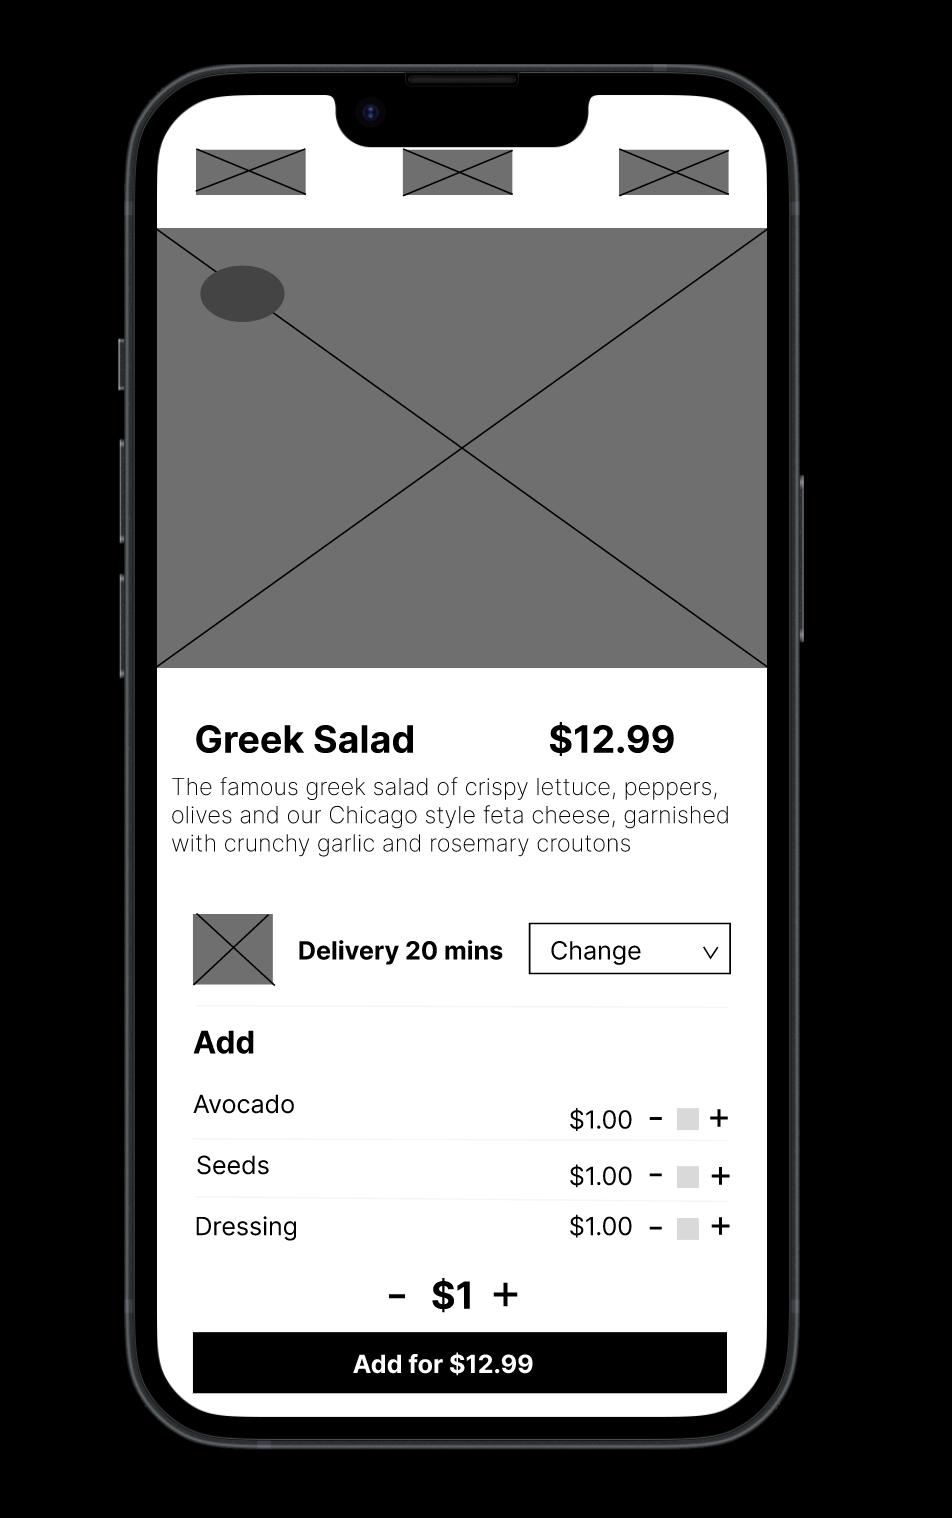 Greek Salad $12.99
The famous greek salad of crispy lettuce, peppers,
olives and our Chicago style feta cheese, garnished
with crunchy garlic and rosemary croutons
Delivery 20 mins Change
Add
Avocado $1.00 - +
Seeds $1.00 - +
Dressing $1.00 - +
- $1 +
Add for $12.99